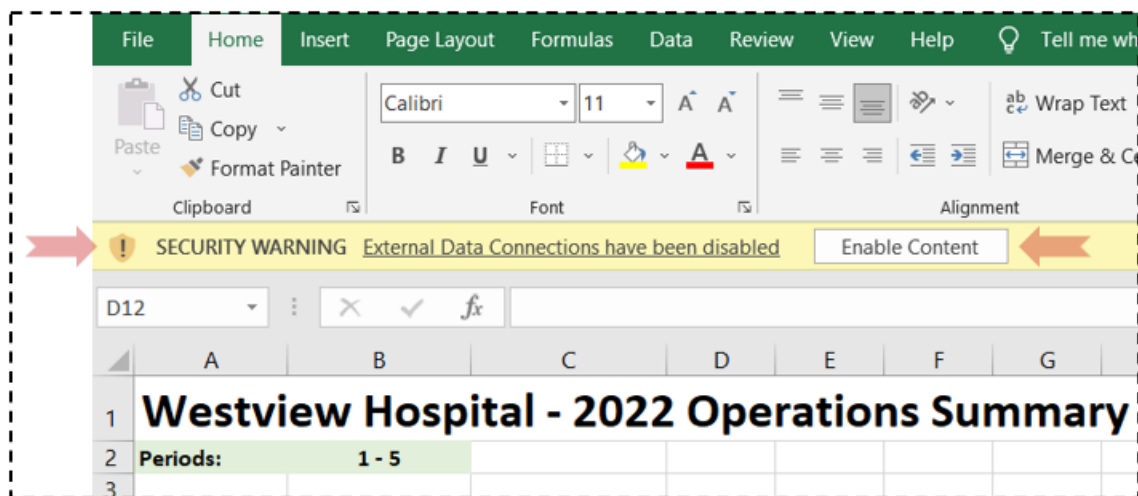 File Home Insert Page Layout Formulas Data Review View Help Tell me wh
Cut
Copy
Paste
Format Painter
Clipboard
Calibri 11 A A
B I U A
Font
ab
c Wrap Text
Merge & Ce
Alignment
! SECURITY WARNING External Data Connections have been disabled Enable Content
D12 fx
A B C D E F G
1 Westview Hospital - 2022 Operations Summary
2 Periods: 1 - 5
3